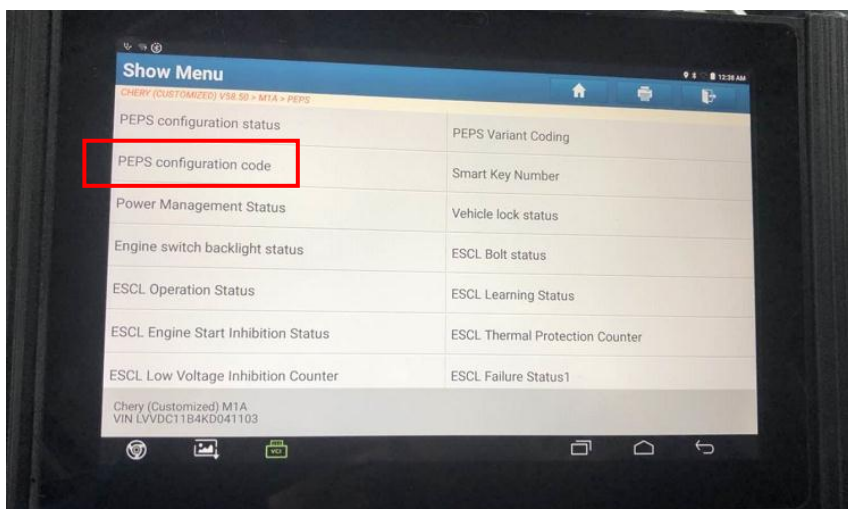 12:38 AM
Show Menu
CHERY (CUSTOMIZED) V58.50 > M1A > PEPS
PEPS configuration status
PEPS Variant Coding
PEPS configuration code
Smart Key Number
Power Management Status
Vehicle lock status
Engine switch backlight status
ESCL Bolt status
ESCL Operation Status
ESCL Learning Status
ESCL Engine Start Inhibition Status
ESCL Thermal Protection Counter
ESCL Low Voltage Inhibition Counter
ESCL Failure Status1
Chery (Customized) M1A
VIN LVVDC11B4KD041103
VCI